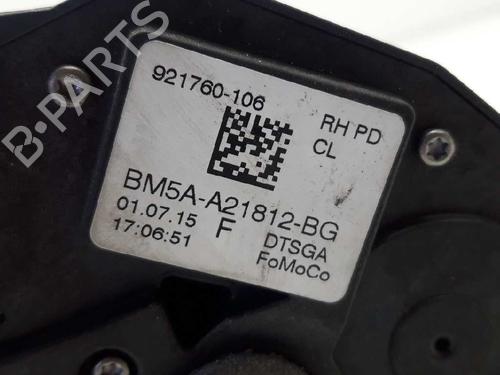 921760-106
RH PD
CL
BM5A-A21812-BG
01.07.15
F
DTSGA
17:06:51
FoMoCo
B-PARTS